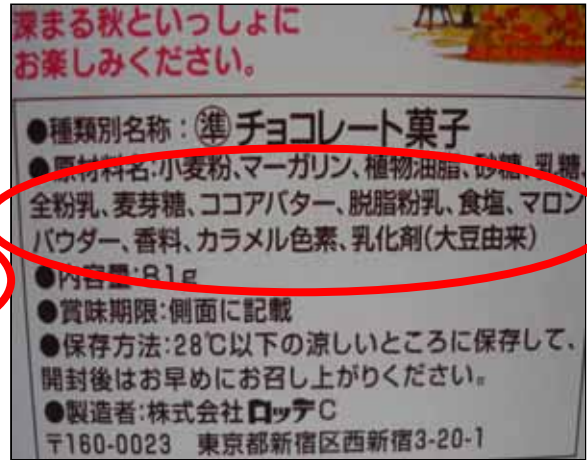 深まる秋といっしょに
お楽しみください。
●種類別名称:㊟チョコレート菓子
●原材料名:小麦粉、マーガリン、植物油脂、砂糖、乳糖、
全粉乳、麦芽糖、ココアバター、脱脂粉乳、食塩、マロン
パウダー、香料、カラメル色素、乳化剤(大豆由来)
●内容量:81g
●賞味期限:側面に記載
●保存方法:28℃以下の涼しいところに保存して、
開封後はお早めにお召し上がりください。
●製造者:株式会社ロッテC
〒160-0023 東京都新宿区西新宿3-20-1